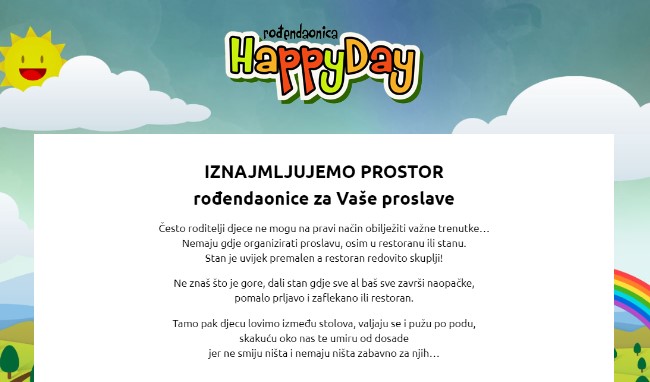 rođendaonica
HappyDay
IZNAJMLJUJEMO PROSTOR
rođendaonice za Vaše proslave
Često roditelji djece ne mogu na pravi način obilježiti važne trenutke…
Nemaju gdje organizirati proslavu, osim u restoranu ili stanu.
Stan je uvijek premalen a restoran redovito skuplji!
Ne znaš što je gore, dali stan gdje sve al baš sve završi naopačke,
pomalo prljavo i zaflekano ili restoran.
Tamo pak djecu lovimo između stolova, valjaju se i pužu po podu,
skakuću oko nas te umiru od dosade
jer ne smiju ništa i nemaju ništa zabavno za njih…